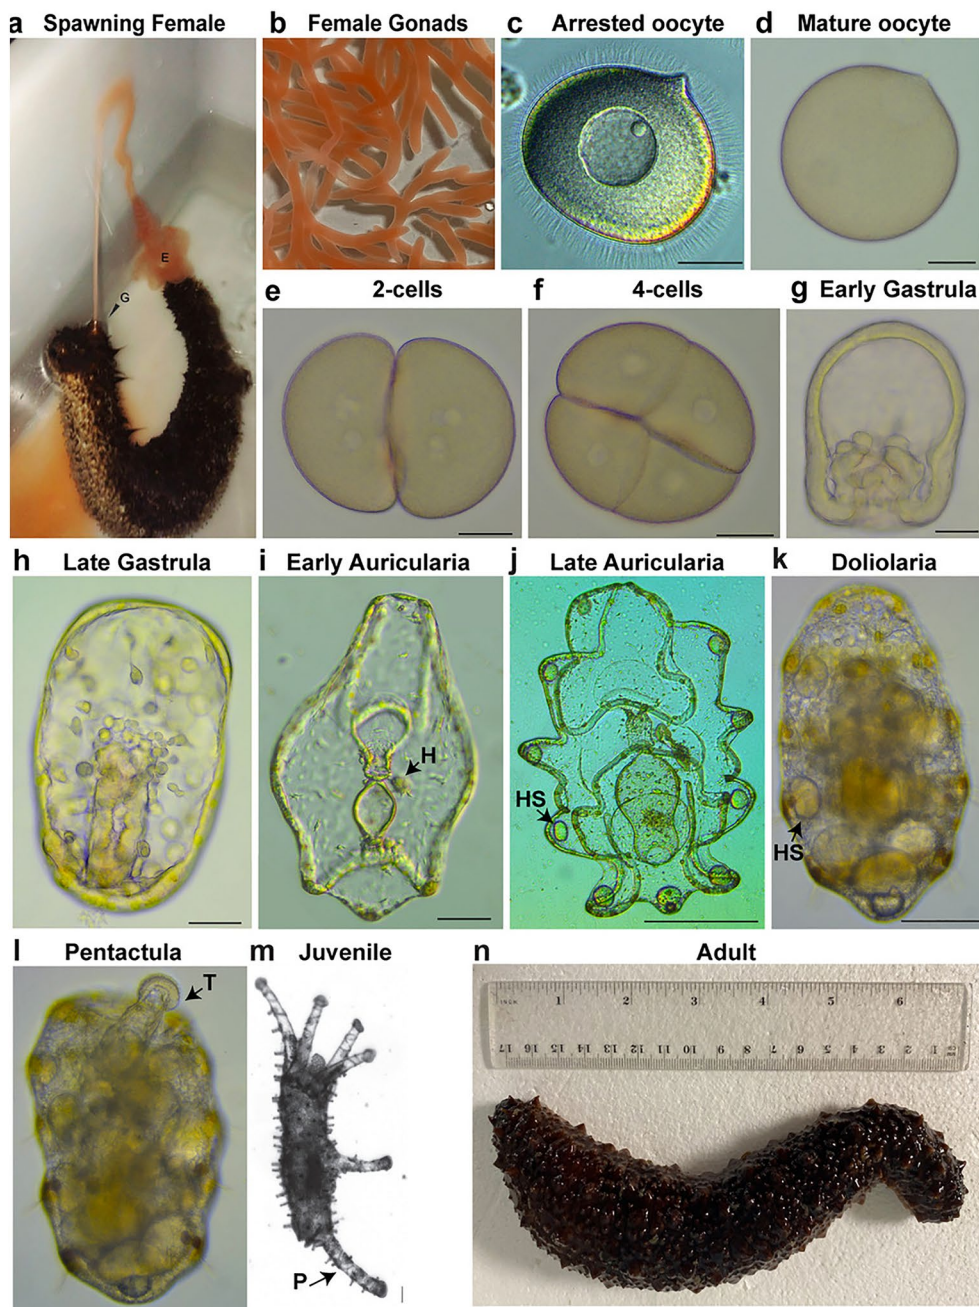 a Spawning Female
b Female Gonads
c Arrested oocyte
d Mature oocyte
E
G
e 2-cells
f 4-cells
g Early Gastrula
h Late Gastrula
i Early Auricularia
j Late Auricularia
k Doliolaria
H
HS
HS
l Pentactula
m Juvenile
n Adult
T
P
1 2 3 4 5 6
17 16 15 14 13 12 11 10 9 8 7 6 5 4 3 2 1